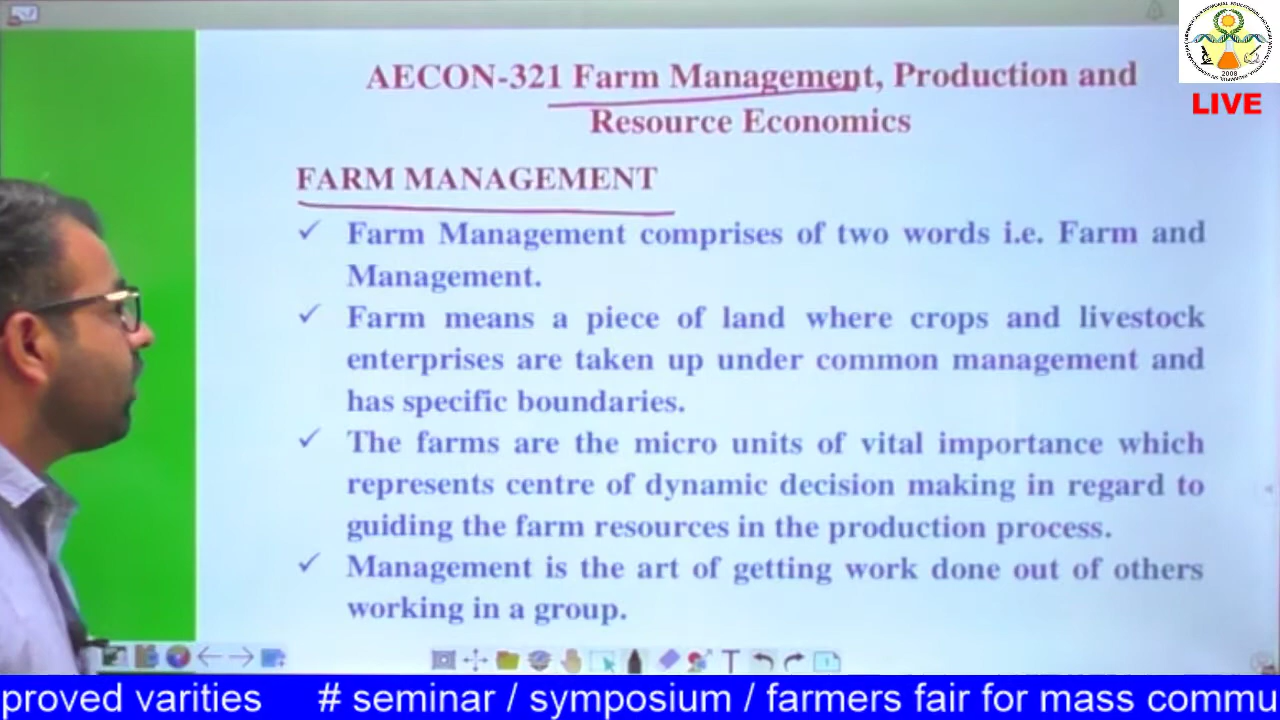 AECON-321 Farm Management, Production and
Resource Economics
LIVE
FARM MANAGEMENT
✓ Farm Management comprises of two words i.e. Farm and
Management.
✓ Farm means a piece of land where crops and livestock
enterprises are taken up under common management and
has specific boundaries.
✓ The farms are the micro units of vital importance which
represents centre of dynamic decision making in regard to
guiding the farm resources in the production process.
✓ Management is the art of getting work done out of others
working in a group.
proved varities # seminar / symposium / farmers fair for mass commu
2008